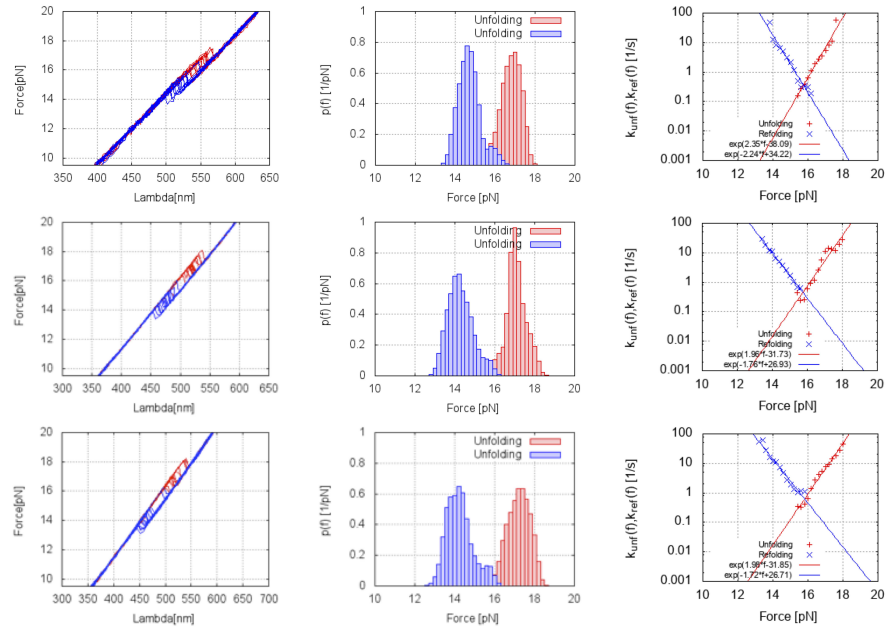 Force[pN]
20
18
16
14
12
10
350 400 450 500 550 600 650
Lambda[nm]
p(f) [1/pN]
1
0.8
0.6
0.4
0.2
0
Unfolding
Unfolding
10 12 14 16 18 20
Force [pN]
kunf(f),kref(f) [1/s]
100
10
1
0.1
0.01
0.001
Unfolding
Refolding
exp(2.35*f-38.09)
exp(-2.24*f+34.22)
10 12 14 16 18 20
Force [pN]
Force[pN]
20
18
16
14
12
10
300 350 400 450 500 550 600 650
Lambda[nm]
p(f) [1/pN]
1
0.8
0.6
0.4
0.2
0
Unfolding
Unfolding
10 12 14 16 18 20
Force [pN]
kunf(f),kref(f) [1/s]
100
10
1
0.1
0.01
0.001
Unfolding
Refolding
exp(1.96*f-31.73)
exp(-1.76*f+26.93)
10 12 14 16 18 20
Force [pN]
Force[pN]
20
18
16
14
12
10
300 350 400 450 500 550 600 650 700
Lambda[nm]
p(f) [1/pN]
1
0.8
0.6
0.4
0.2
0
Unfolding
Unfolding
10 12 14 16 18 20
Force [pN]
kunf(f),kref(f) [1/s]
100
10
1
0.1
0.01
0.001
Unfolding
Refolding
exp(1.98*f-31.85)
exp(-1.72*f+26.71)
10 12 14 16 18 20
Force [pN]